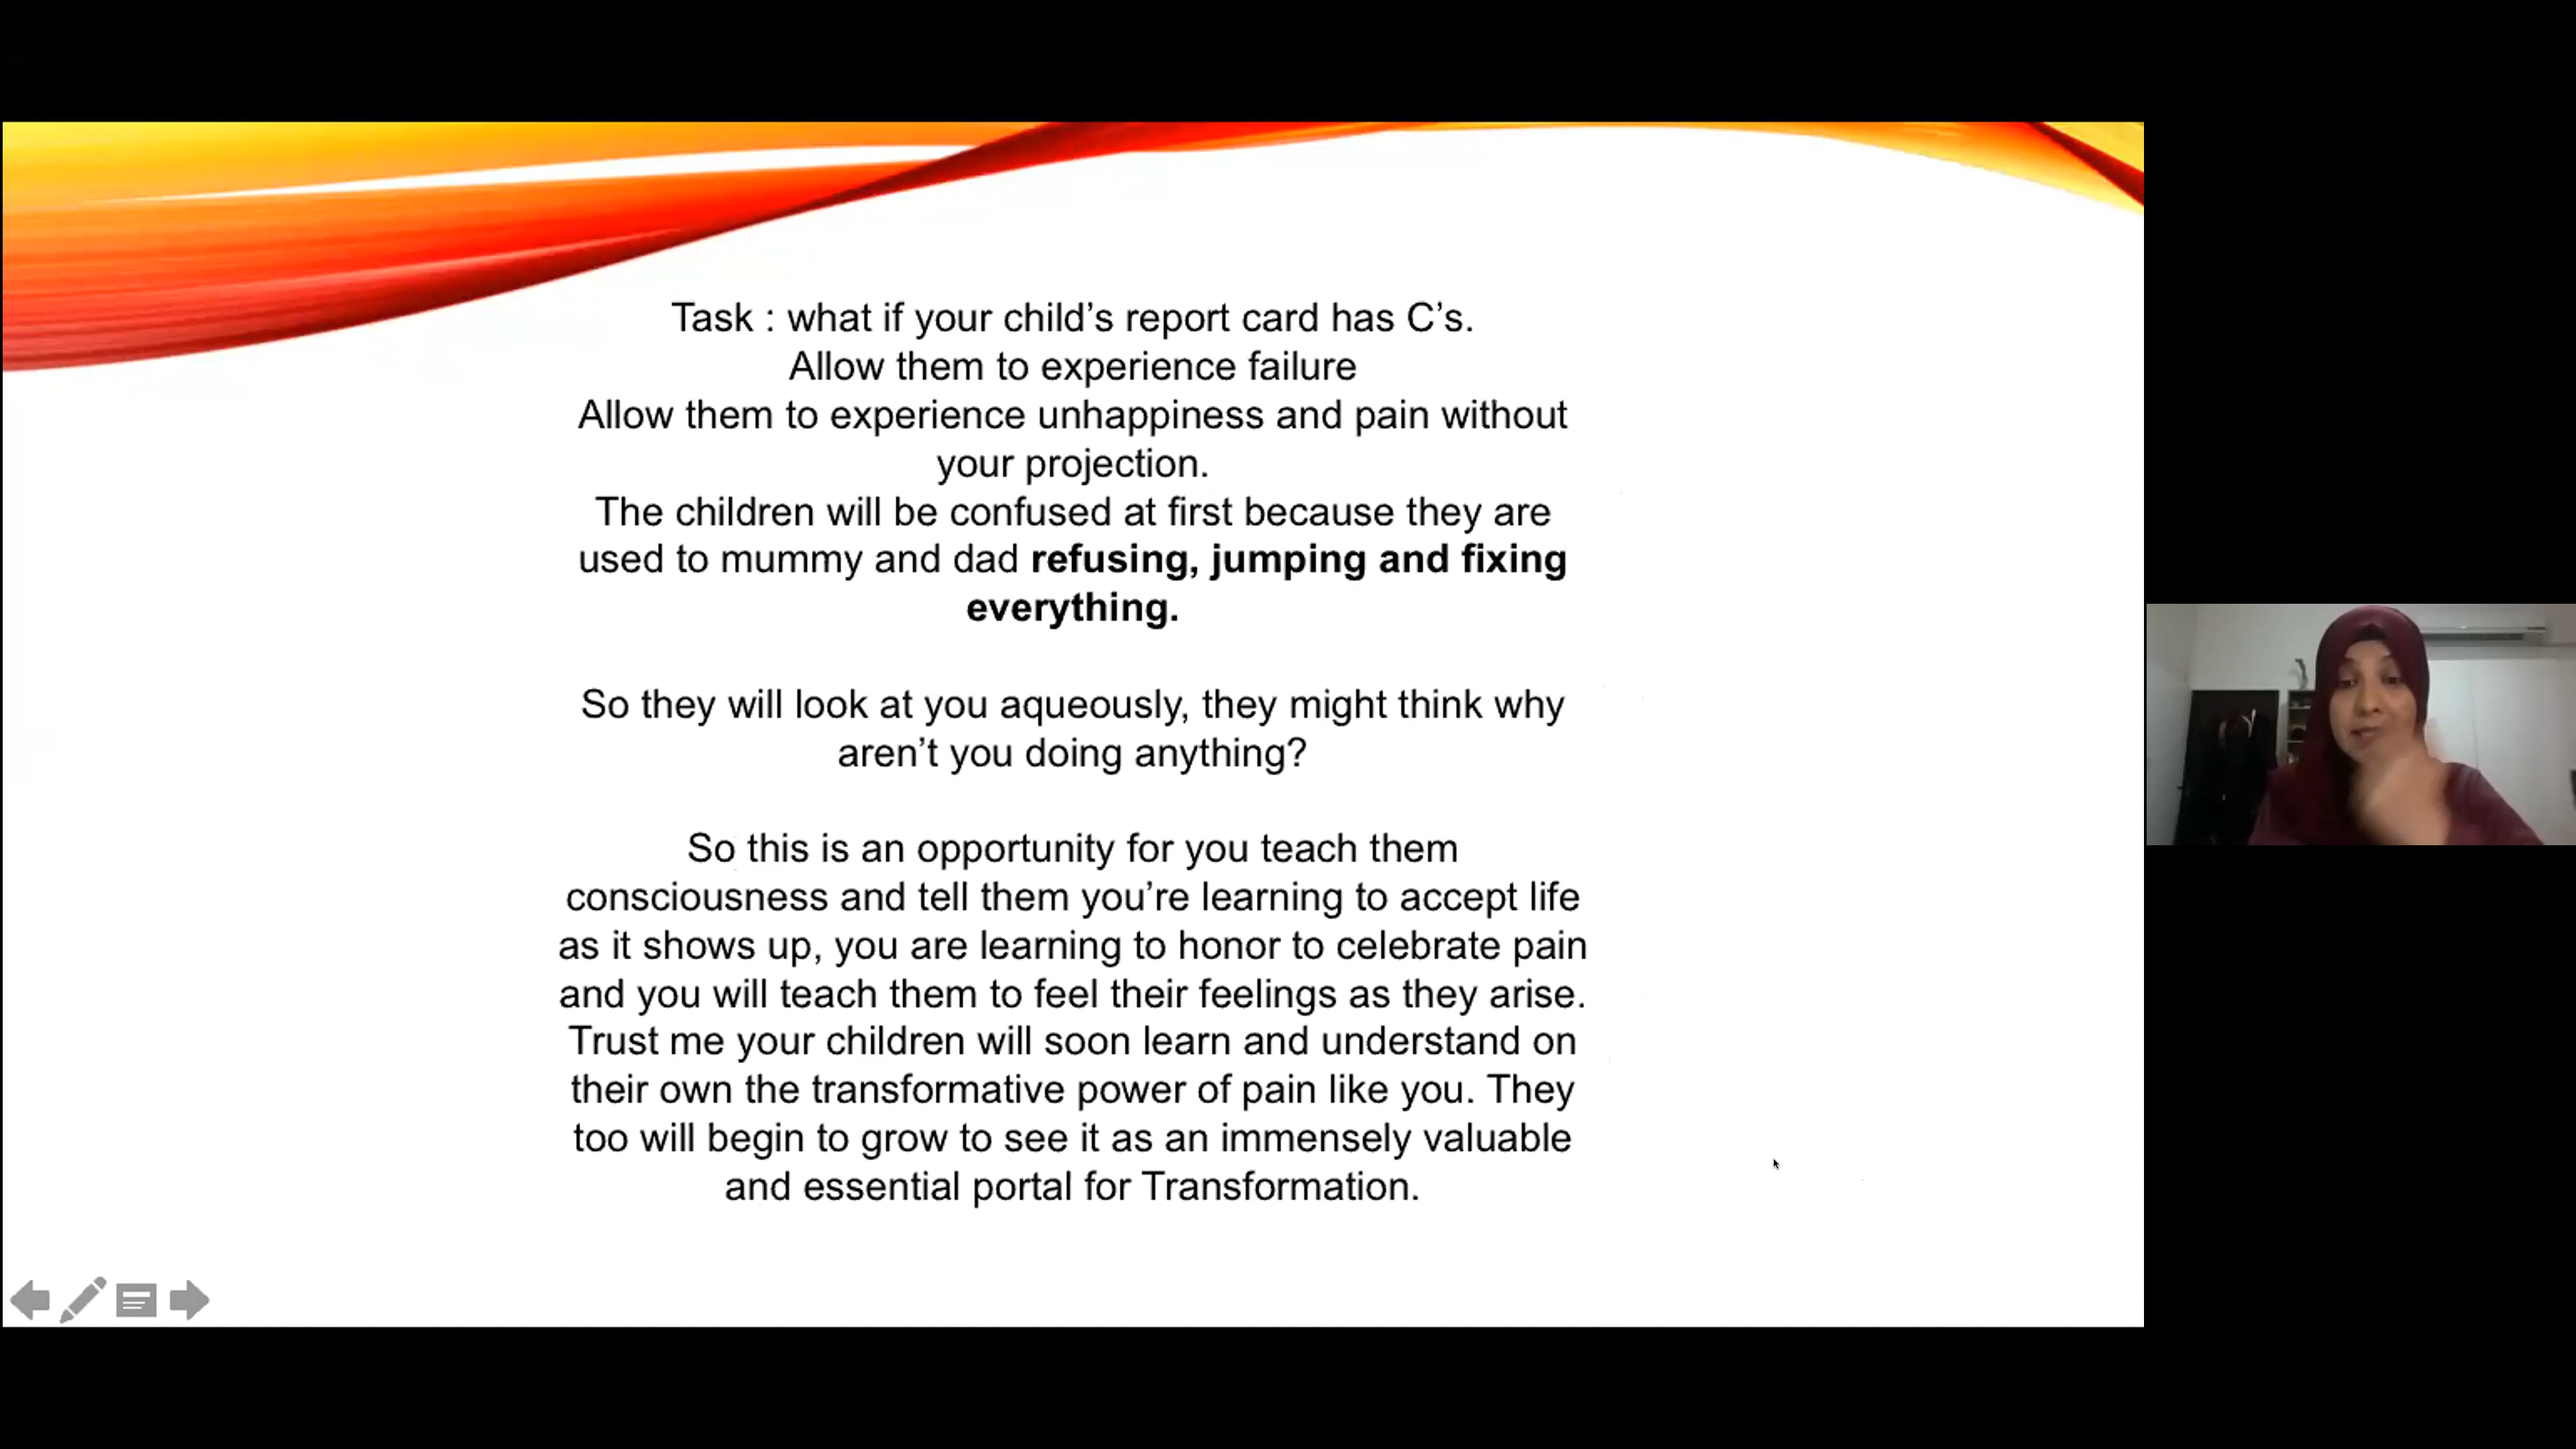 Task : what if your child’s report card has C’s.
Allow them to experience failure
Allow them to experience unhappiness and pain without
your projection.
The children will be confused at first because they are
used to mummy and dad refusing, jumping and fixing
everything.
So they will look at you aqueously, they might think why
aren’t you doing anything?
So this is an opportunity for you teach them
consciousness and tell them you’re learning to accept life
as it shows up, you are learning to honor to celebrate pain
and you will teach them to feel their feelings as they arise.
Trust me your children will soon learn and understand on
their own the transformative power of pain like you. They
too will begin to grow to see it as an immensely valuable
and essential portal for Transformation.